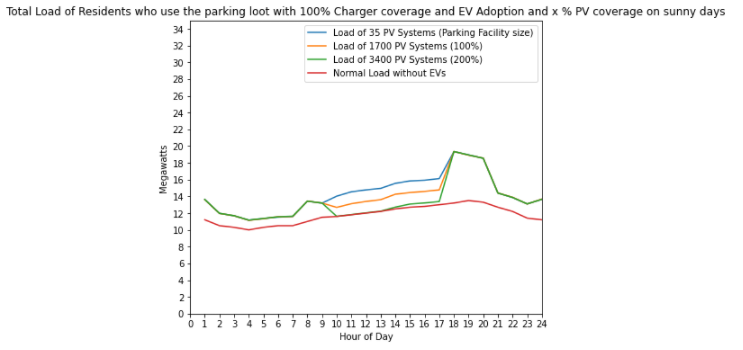 Total Load of Residents who use the parking loot with 100% Charger coverage and EV Adoption and x % PV coverage on sunny days
Load of 35 PV Systems (Parking Facility size)
Load of 1700 PV Systems (100%)
Load of 3400 PV Systems (200%)
Normal Load without EVs
Megawatts
34
32
30
28
26
24
22
20
18
16
14
12
10
8
6
4
2
0
0 1 2 3 4 5 6 7 8 9 10 11 12 13 14 15 16 17 18 19 20 21 22 23 24
Hour of Day